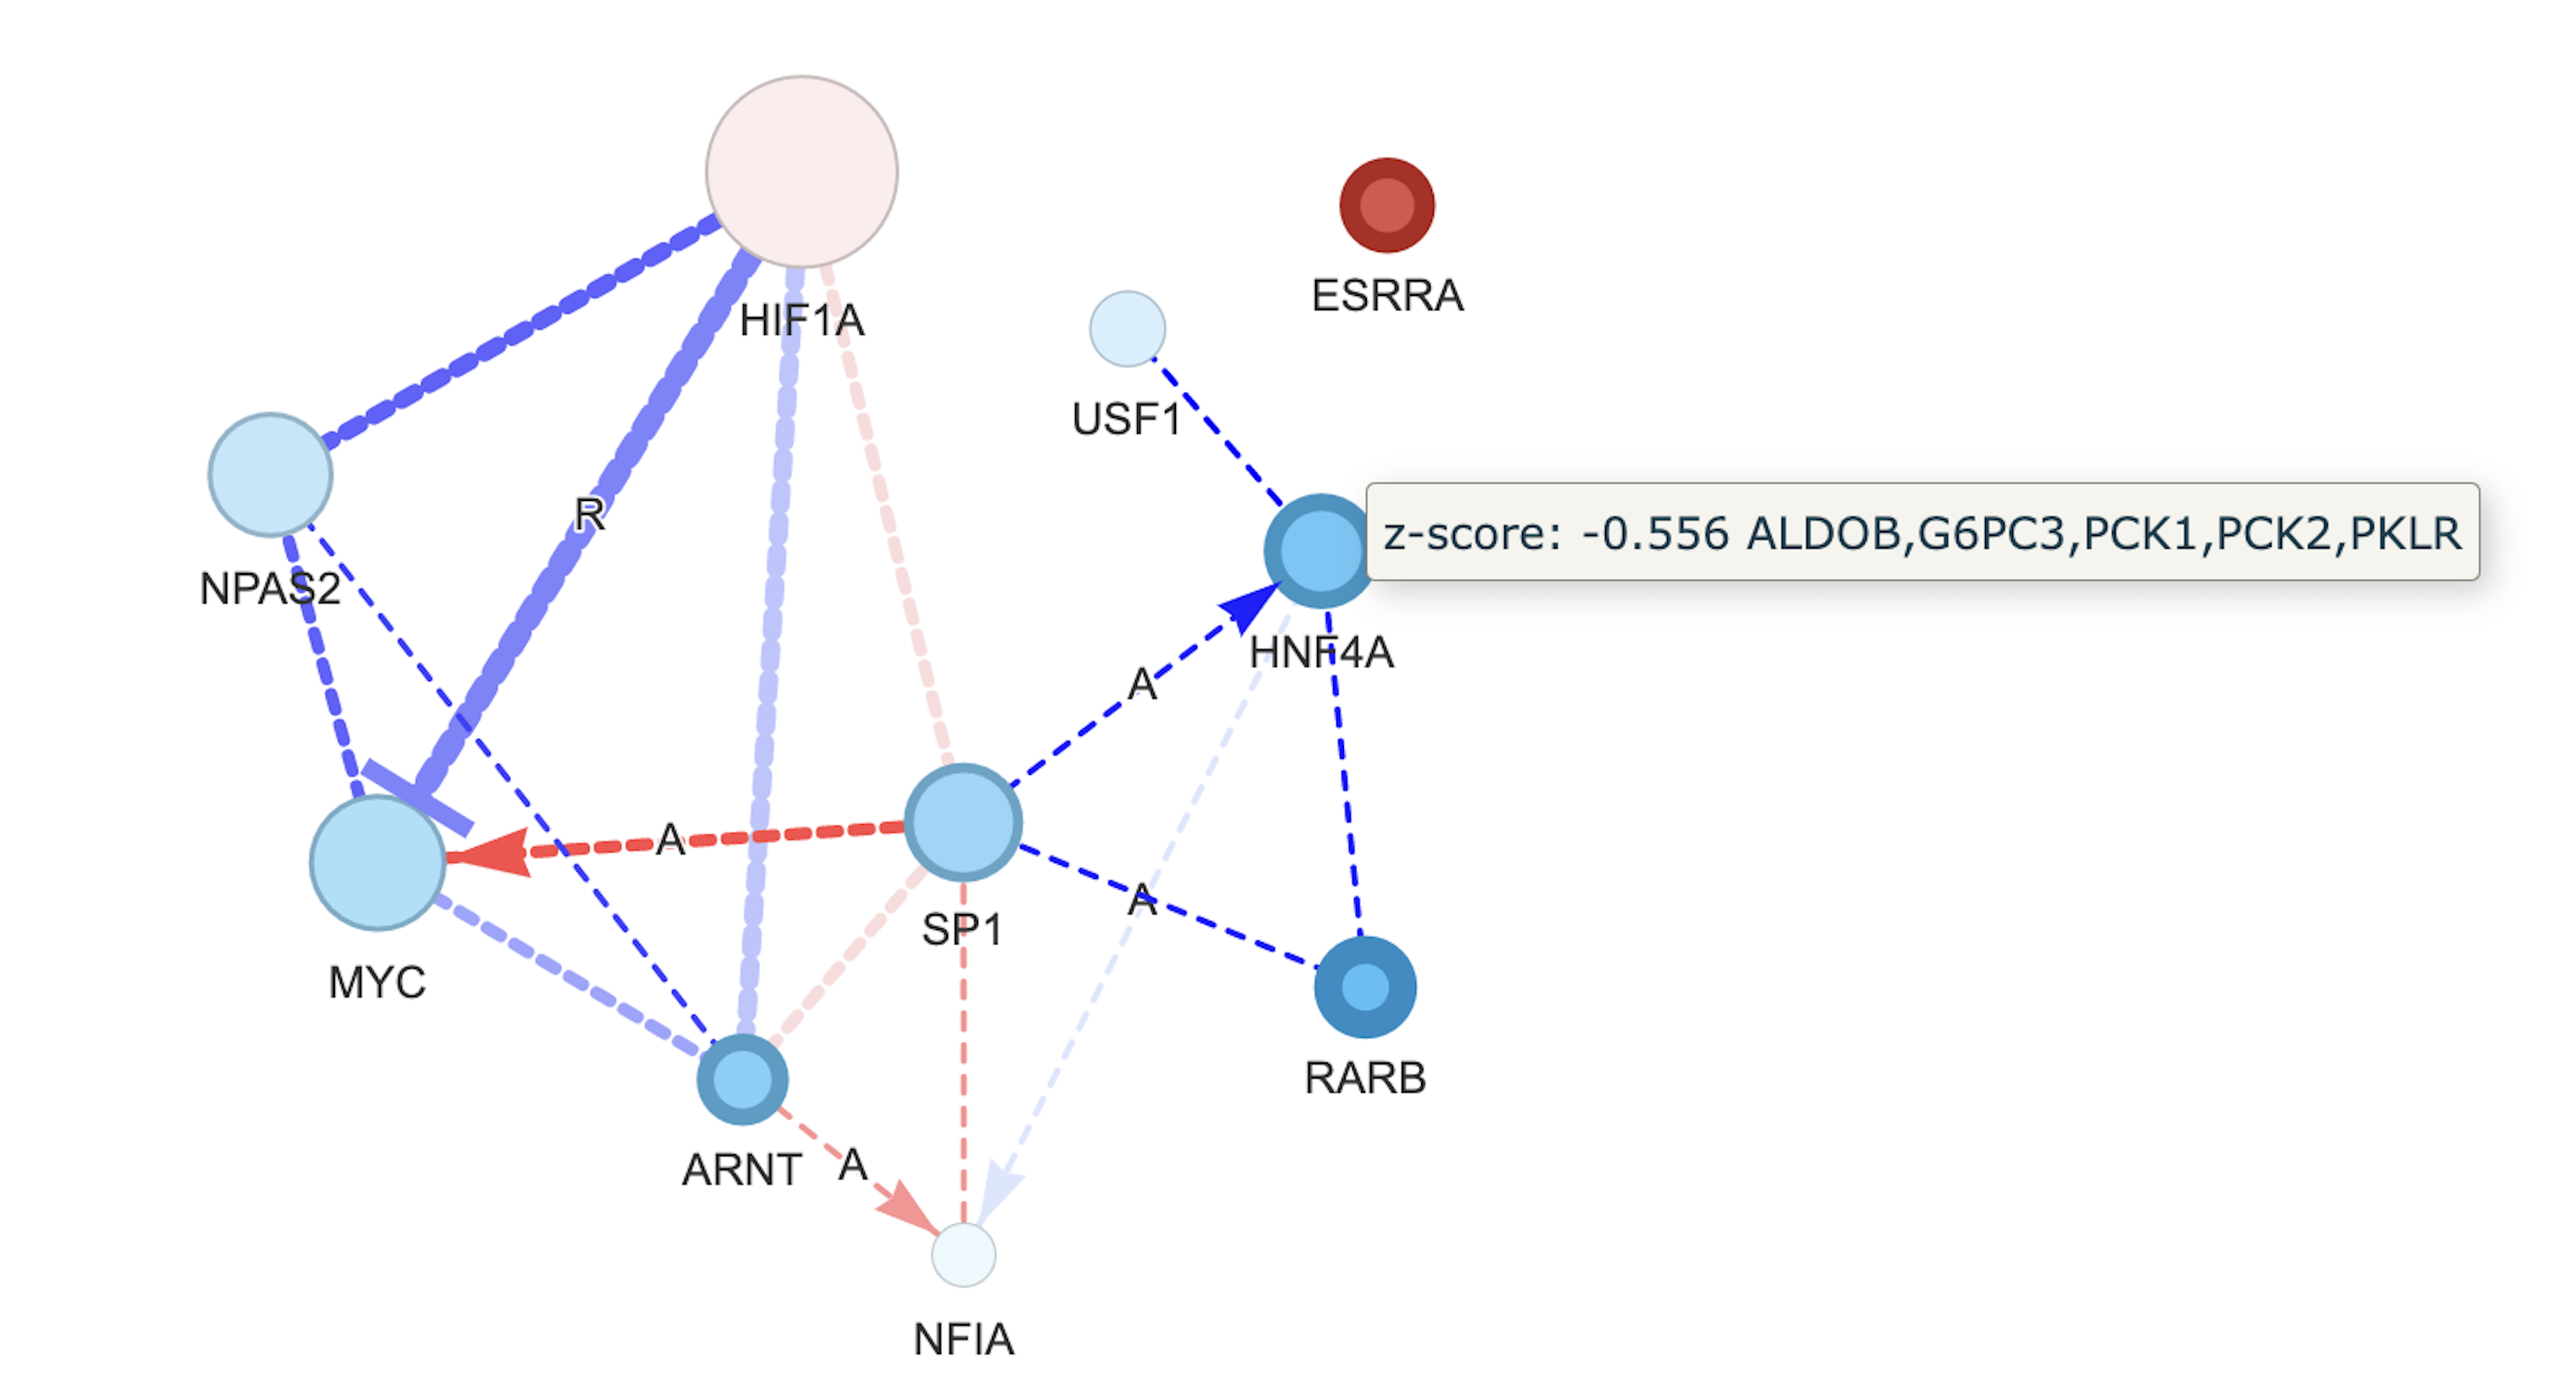 ESRRA
HIF1A
USF1
R
z-score: -0.556 ALDOB,G6PC3,PCK1,PCK2,PKLR
NPAS2
HNF4A
A
A
A
SP1
MYC
RARB
ARNT
A
NFIA